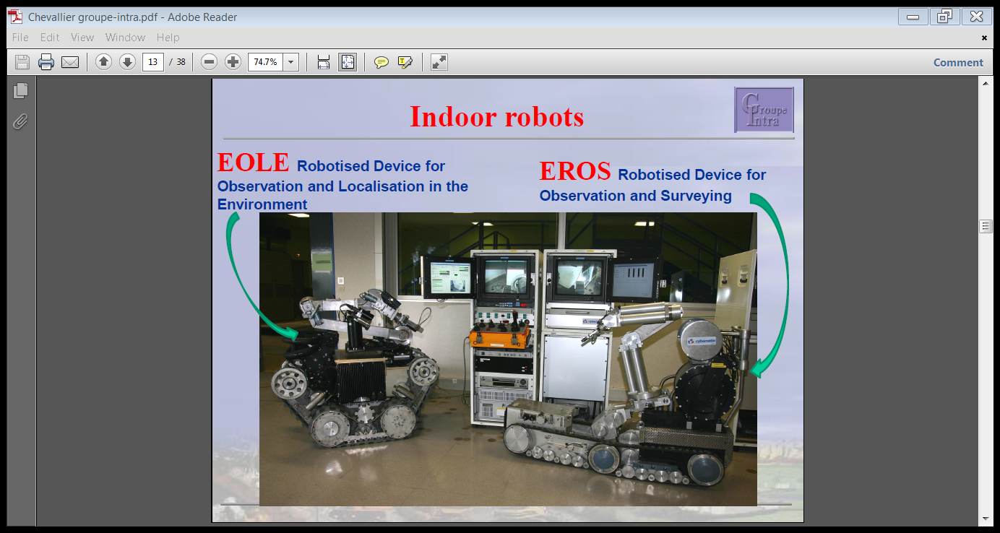 Chevallier groupe-intra.pdf - Adobe Reader
File Edit View Window Help
13 / 38
74.7%
Comment
Indoor robots
Groupe
Intra
EOLE Robotised Device for
Observation and Localisation in the
Environment
EROS Robotised Device for
Observation and Surveying
cybernetix